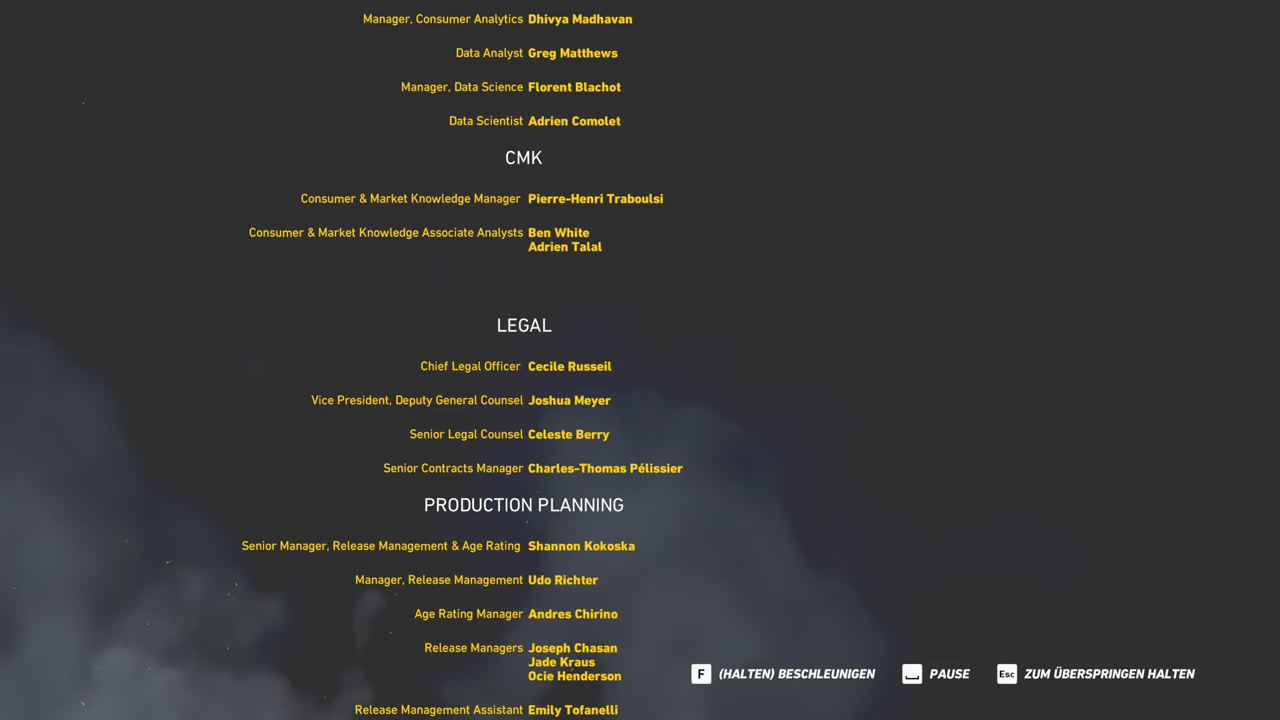 Manager, Consumer Analytics Dhivya Madhavan
Data Analyst Greg Matthews
Manager, Data Science Florent Blachot
Data Scientist Adrien Comolet
CMK
Consumer & Market Knowledge Manager Pierre-Henri Traboulsi
Consumer & Market Knowledge Associate Analysts Ben White
Adrien Talal
LEGAL
Chief Legal Officer Cecile Russeil
Vice President, Deputy General Counsel Joshua Meyer
Senior Legal Counsel Celeste Berry
Senior Contracts Manager Charles-Thomas Pélissier
PRODUCTION PLANNING
Senior Manager, Release Management & Age Rating Shannon Kokoska
Manager, Release Management Udo Richter
Age Rating Manager Andres Chirino
Release Managers Joseph Chasan
Jade Kraus
Ocie Henderson
F (HALTEN) BESCHLEUNIGEN PAUSE Esc ZUM ÜBERSPRINGEN HALTEN
Release Management Assistant Emily Tofanelli